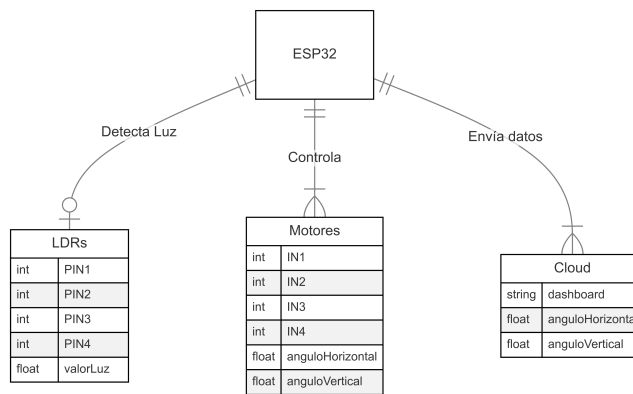 ESP32
Detecta Luz
Controla
Envía datos
LDRs
int PIN1
int PIN2
int PIN3
int PIN4
float valorLuz
Motores
int IN1
int IN2
int IN3
int IN4
float anguloHorizontal
float anguloVertical
Cloud
string dashboard
float anguloHorizonta
float anguloVertical